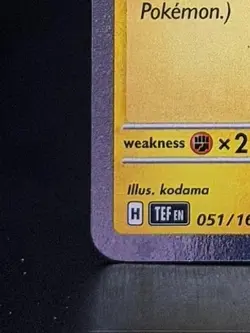 Pokémon.)
weakness ×2
Illus. kodama
H TEF EN 051/16